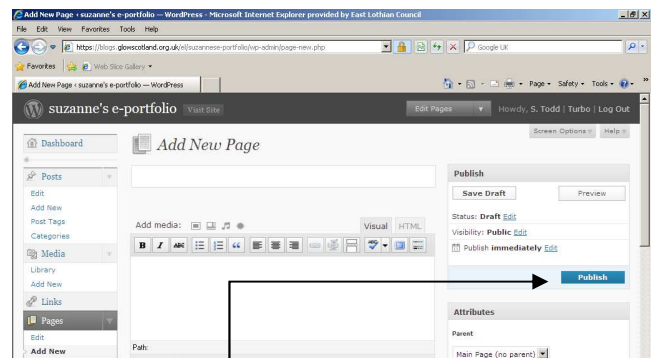 Add New Page ‹ suzanne's e-portfolio — WordPress - Microsoft Internet Explorer provided by East Lothian Council
File Edit View Favorites Tools Help
https://blogs.glowscotland.org.uk/el/suzannese-portfolio/wp-admin/page-new.php
Google UK
Favorites Web Slice Gallery
Add New Page ‹ suzanne's e-portfolio — WordPress
Page Safety Tools
suzanne's e-portfolio Visit Site Edit Pages Howdy, S. Todd | Turbo | Log Out
Screen Options Help
Dashboard
Add New Page
Posts
Edit
Add New
Post Tags
Categories
Media
Library
Add New
Links
Pages
Edit
Add New
Add media:
Visual HTML
B I ABC
Path:
Publish
Save Draft Preview
Status: Draft Edit
Visibility: Public Edit
Publish immediately Edit
Publish
Attributes
Parent
Main Page (no parent)